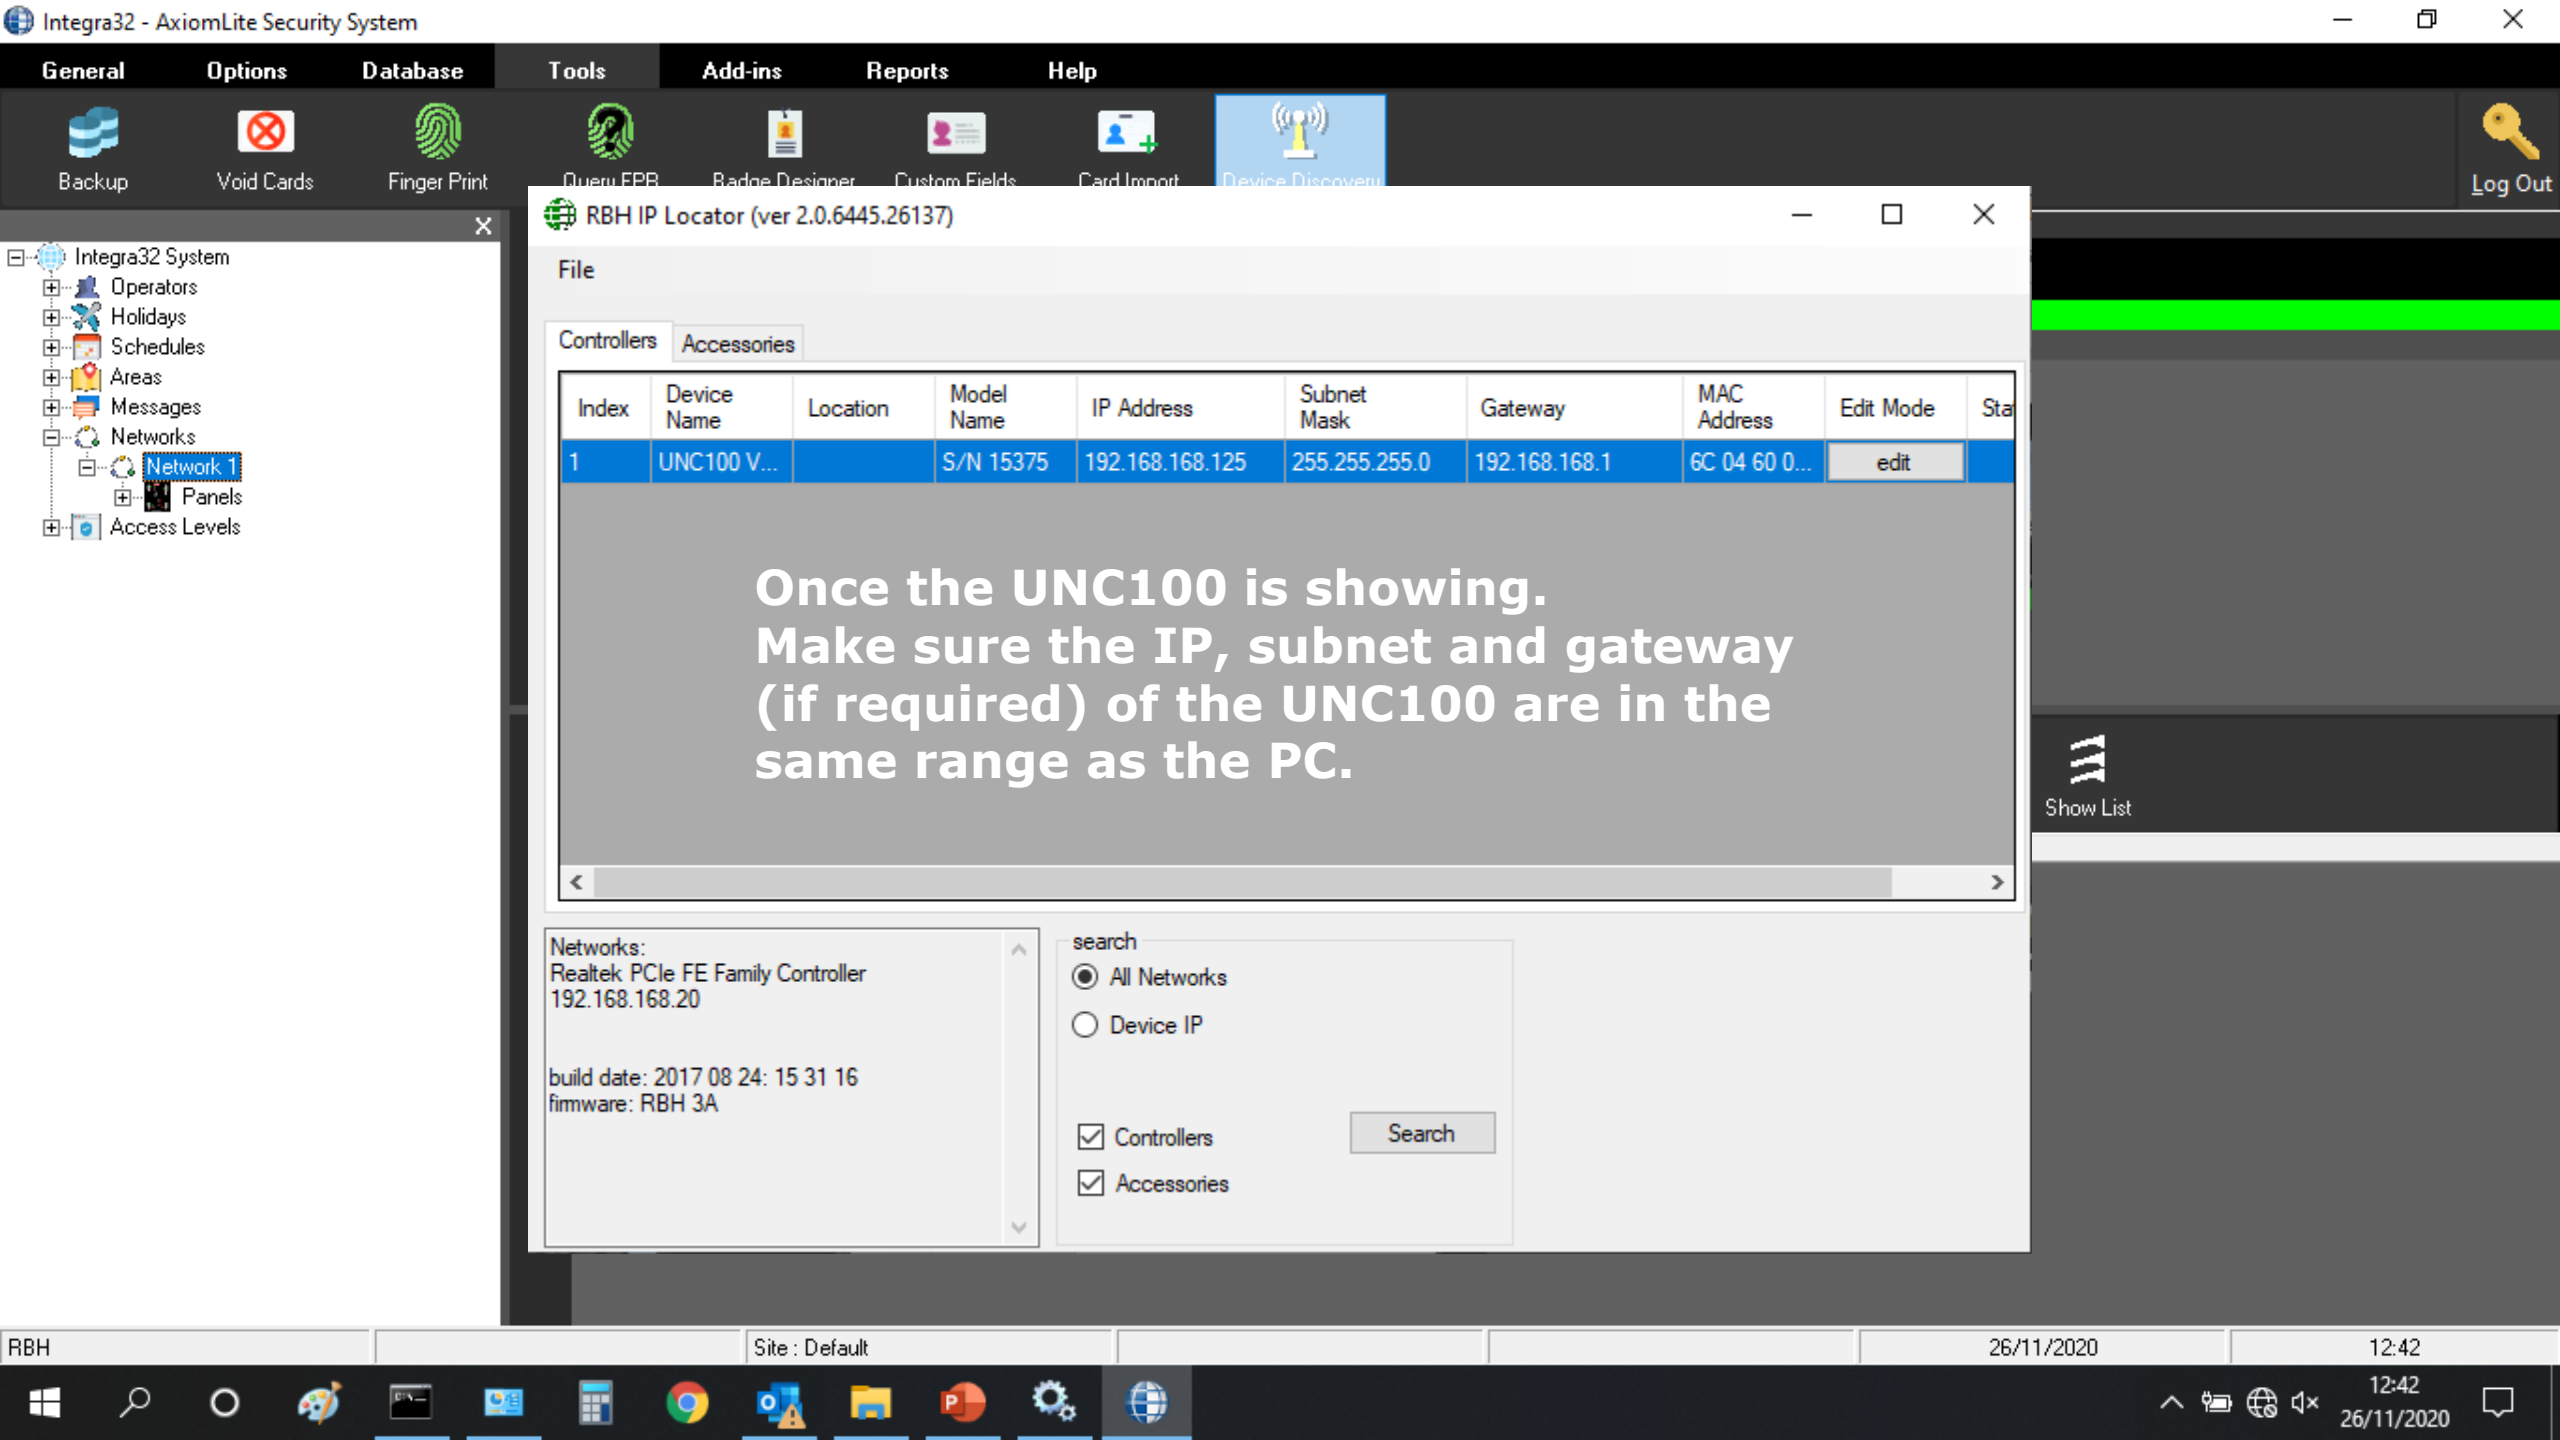 Integra32 - AxiomLite Security System
General Options Database Tools Add-ins Reports Help
Backup Void Cards Finger Print Query FPB Badge Designer Custom Fields Card Import Device Discovery Log Out
Integra32 System
Operators
Holidays
Schedules
Areas
Messages
Networks
Network 1
Panels
Access Levels
RBH IP Locator (ver 2.0.6445.26137)
File
Controllers Accessories
Index Device Name Location Model Name IP Address Subnet Mask Gateway MAC Address Edit Mode
1 UNC100 V... S/N 15375 192.168.168.125 255.255.255.0 192.168.168.1 6C 04 60 0... edit
Once the UNC100 is showing.
Make sure the IP, subnet and gateway
(if required) of the UNC100 are in the
same range as the PC.
Show List
Networks:
Realtek PCIe FE Family Controller
192.168.168.20
build date: 2017 08 24: 15 31 16
firmware: RBH 3A
search
All Networks
Device IP
Controllers
Accessories
Search
RBH Site : Default 26/11/2020 12:42
12:42
26/11/2020